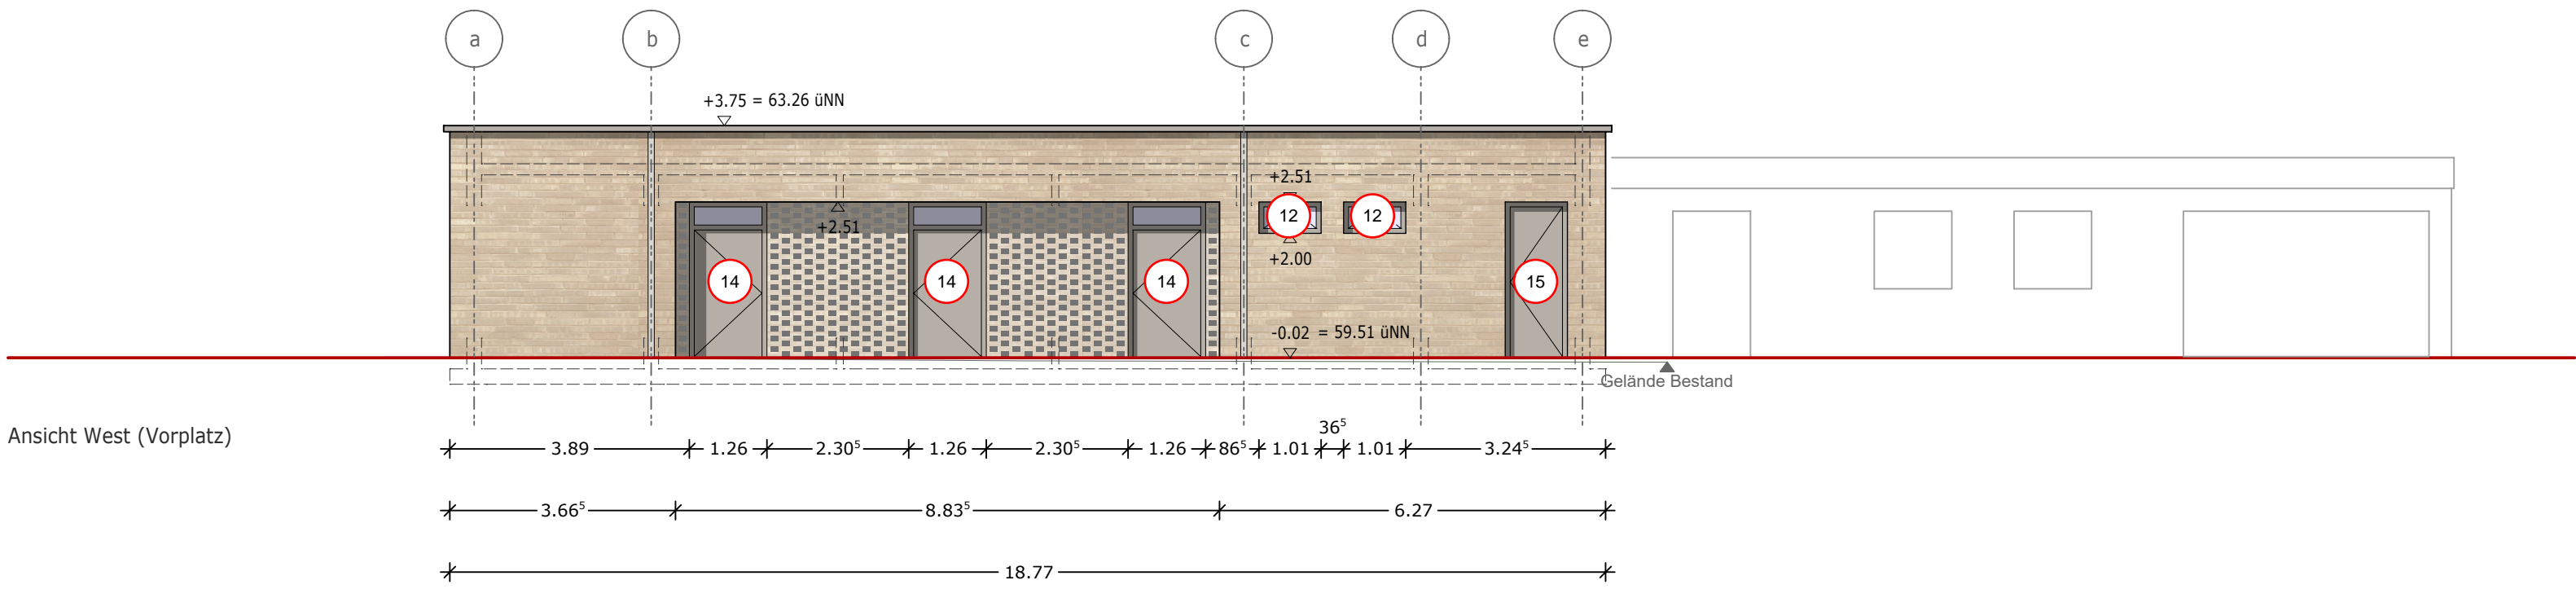 a b c d e
+3.75 = 63.26 üNN
+2.51
12 12
+2.51
+2.00
14 14 14 15
-0.02 = 59.51 üNN
Gelände Bestand
Ansicht West (Vorplatz)
36⁵
3.89 1.26 2.30⁵ 1.26 2.30⁵ 1.26 86⁵ 1.01 1.01 3.24⁵
3.66⁵ 8.83⁵ 6.27
18.77